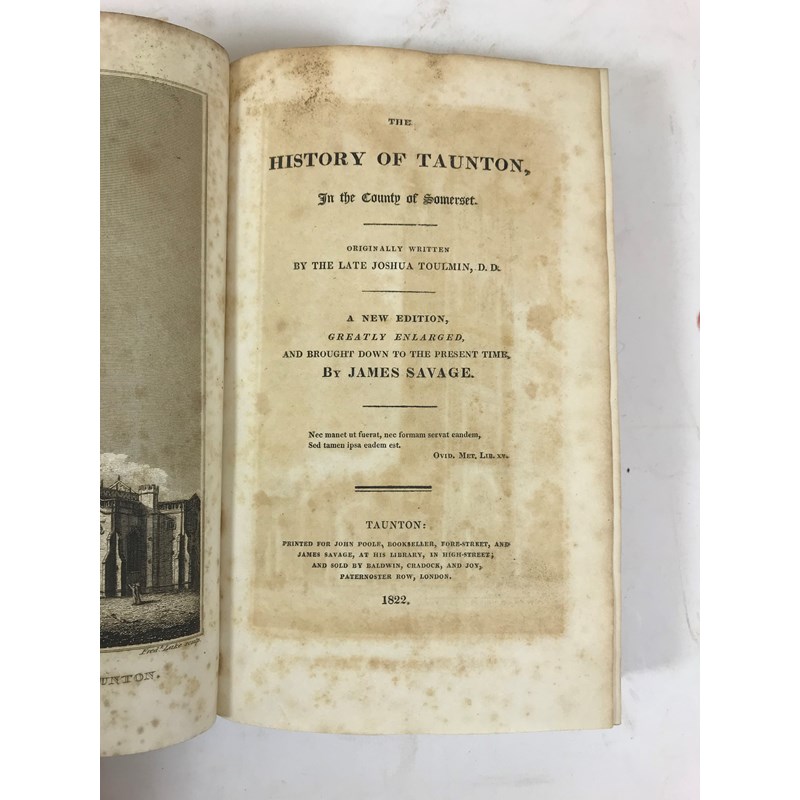 THE
HISTORY OF TAUNTON,
In the County of Somerset.
ORIGINALLY WRITTEN
BY THE LATE JOSHUA TOULMIN, D. D.
A NEW EDITION,
GREATLY ENLARGED,
AND BROUGHT DOWN TO THE PRESENT TIME,
By JAMES SAVAGE.
Nec manet ut fuerat, nec formam servat eandem,
Sed tamen ipsa eadem est.
OVID. MET. LIB. XV.
TAUNTON:
PRINTED FOR JOHN POOLE, BOOKSELLER, FORE-STREET, AND
JAMES SAVAGE, AT HIS LIBRARY, IN HIGH-STREET;
AND SOLD BY BALDWIN, CRADOCK, AND JOY,
PATERNOSTER ROW, LONDON.
1822.
AUNTON.